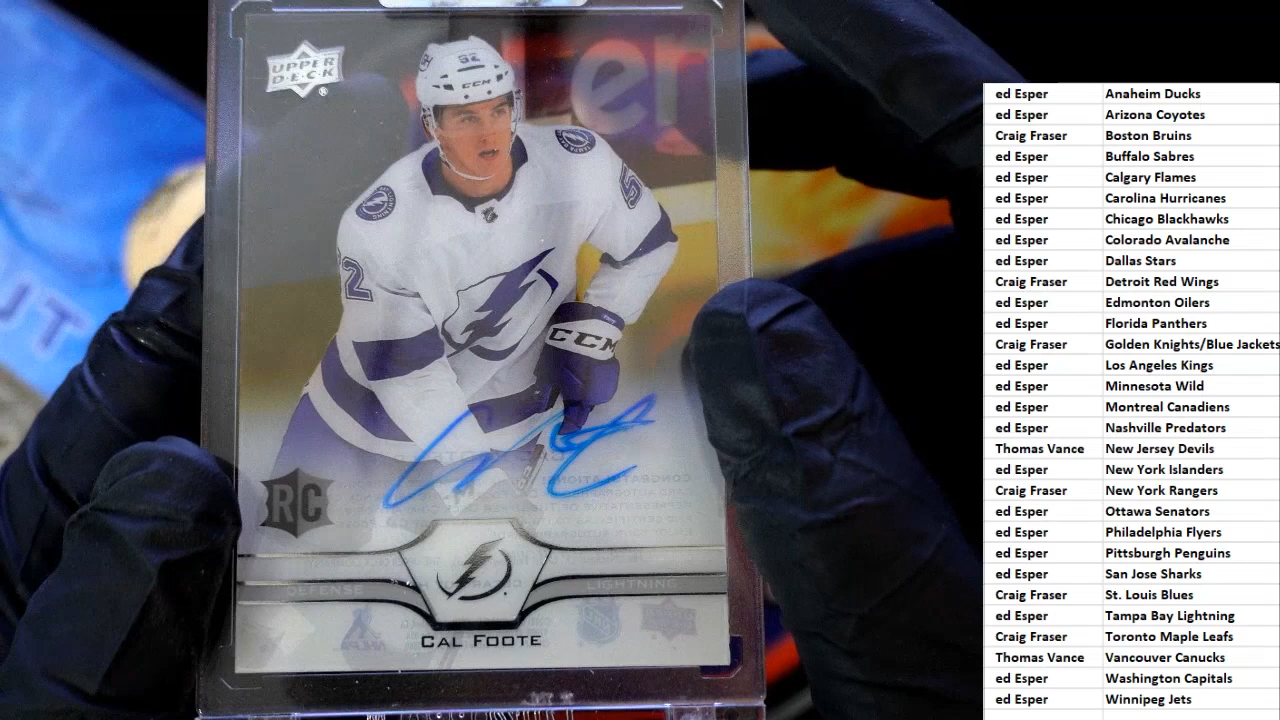 UPPER
DECK
®
er
52
CCM
52
CCM
RC
DEFENSE
LIGHTNING
CAL FOOTE
ed Esper Anaheim Ducks
ed Esper Arizona Coyotes
Craig Fraser Boston Bruins
ed Esper Buffalo Sabres
ed Esper Calgary Flames
ed Esper Carolina Hurricanes
ed Esper Chicago Blackhawks
ed Esper Colorado Avalanche
ed Esper Dallas Stars
Craig Fraser Detroit Red Wings
ed Esper Edmonton Oilers
ed Esper Florida Panthers
Craig Fraser Golden Knights/Blue Jackets
ed Esper Los Angeles Kings
ed Esper Minnesota Wild
ed Esper Montreal Canadiens
ed Esper Nashville Predators
Thomas Vance New Jersey Devils
ed Esper New York Islanders
Craig Fraser New York Rangers
ed Esper Ottawa Senators
ed Esper Philadelphia Flyers
ed Esper Pittsburgh Penguins
ed Esper San Jose Sharks
Craig Fraser St. Louis Blues
ed Esper Tampa Bay Lightning
Craig Fraser Toronto Maple Leafs
Thomas Vance Vancouver Canucks
ed Esper Washington Capitals
ed Esper Winnipeg Jets